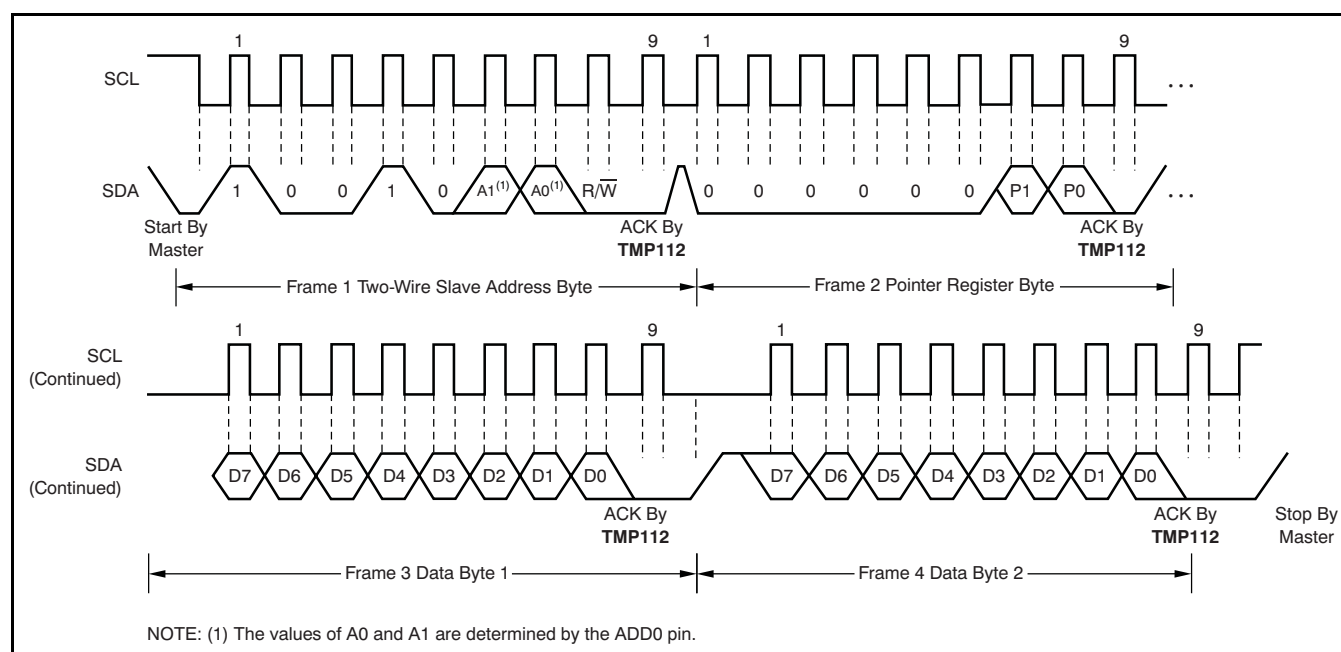 1 9 1 9
SCL ...
SDA 1 0 0 1 0 A1(1) A0(1) R/W̅ 0 0 0 0 0 0 P1 P0 ...
Start By Master
ACK By TMP112
ACK By TMP112
Frame 1 Two-Wire Slave Address Byte
Frame 2 Pointer Register Byte
1 9 1 9
SCL (Continued)
SDA (Continued) D7 D6 D5 D4 D3 D2 D1 D0 D7 D6 D5 D4 D3 D2 D1 D0
ACK By TMP112
ACK By TMP112
Stop By Master
Frame 3 Data Byte 1
Frame 4 Data Byte 2
NOTE: (1) The values of A0 and A1 are determined by the ADD0 pin.